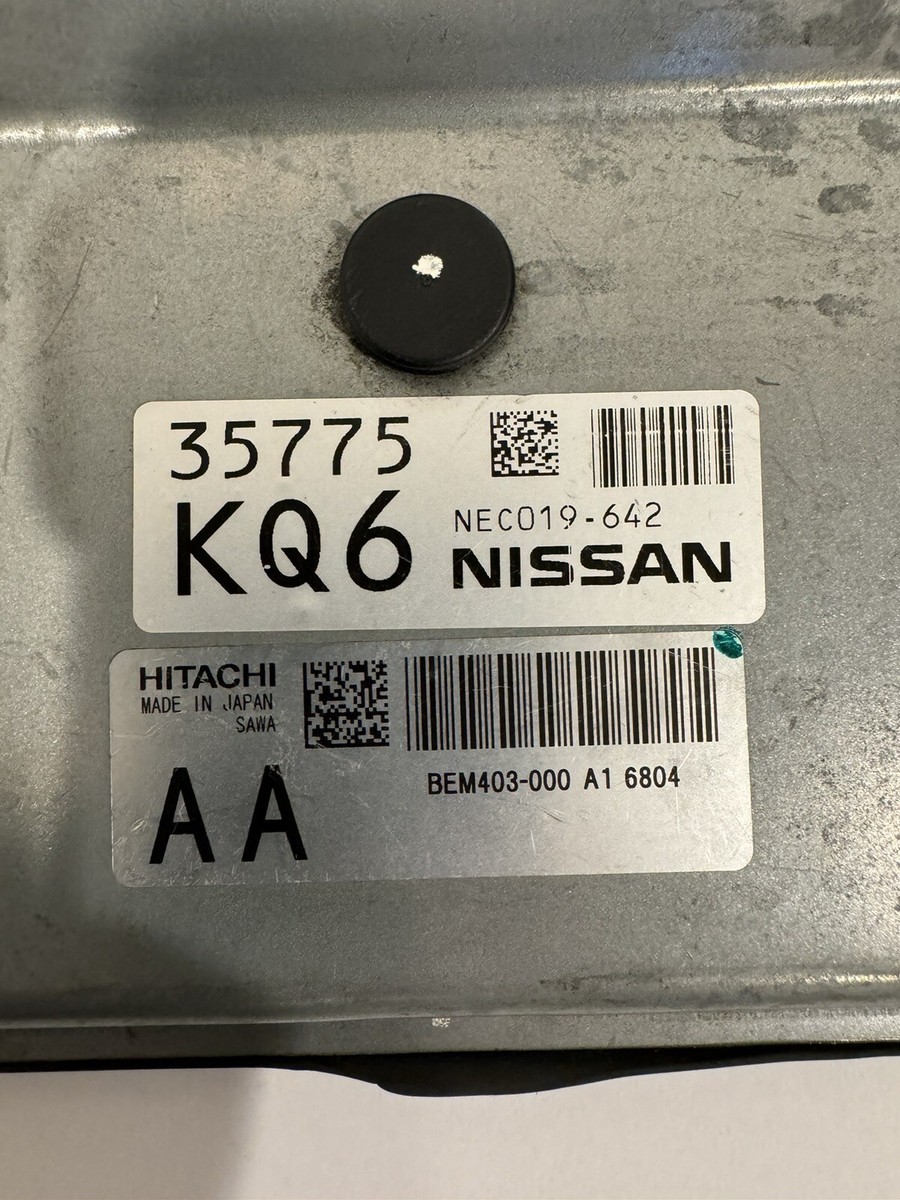 35775
KQ6
NEC019-642
NISSAN
HITACHI
MADE IN JAPAN
SAWA
AA
BEM403-000 A1 6804